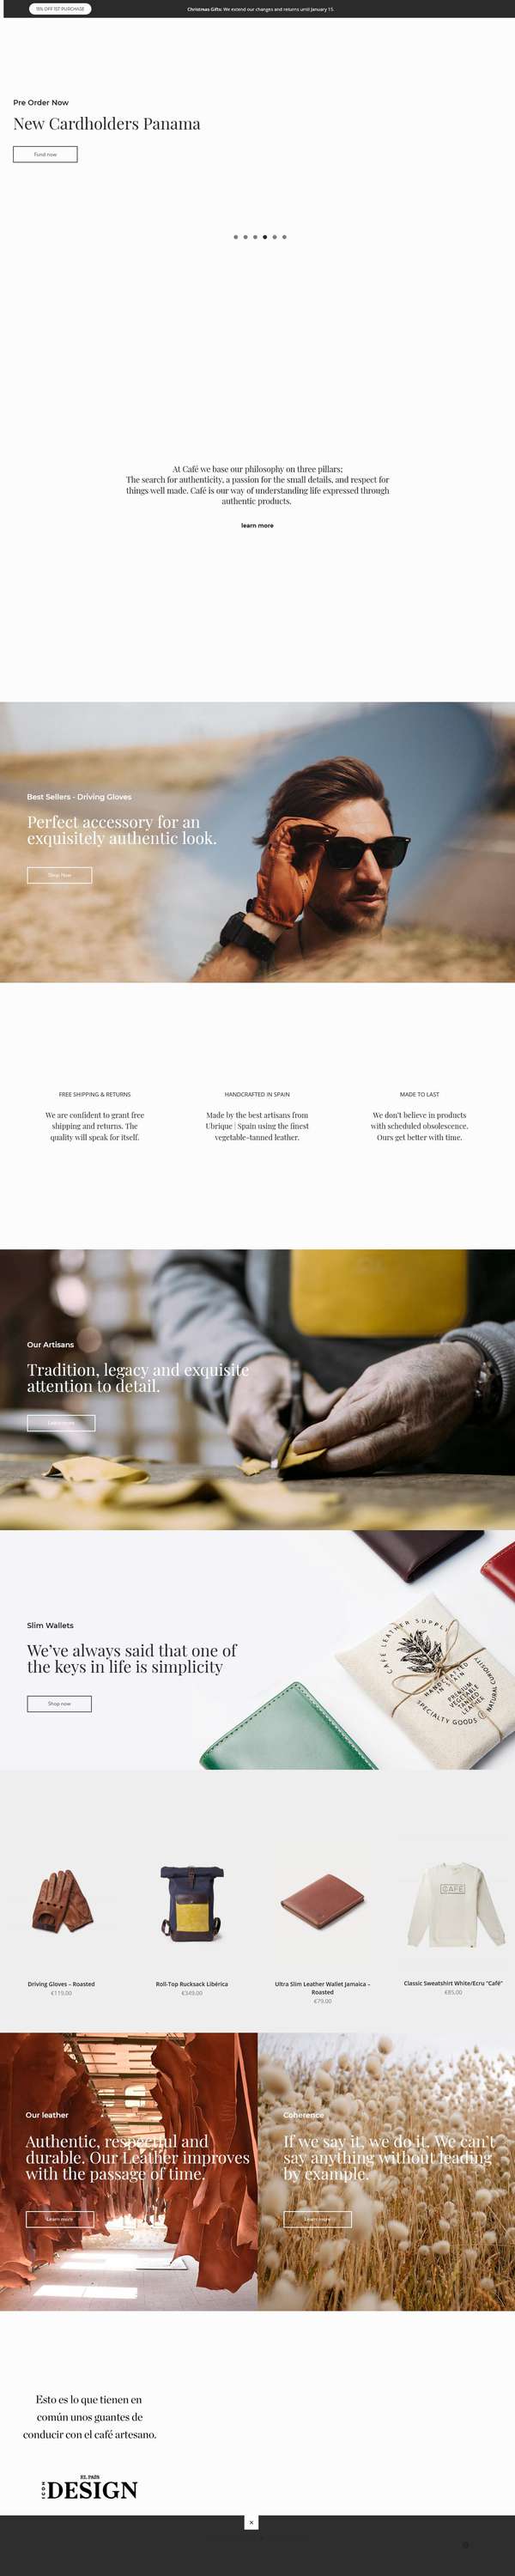 15% OFF 1ST PURCHASE
Christmas Gifts: We extend our changes and returns until January 15.
Pre Order Now
New Cardholders Panama
Fund now
At Café we base our philosophy on three pillars;
The search for authenticity, a passion for the small details, and respect for
things well made. Café is our way of understanding life expressed through
authentic products.
learn more
Best Sellers - Driving Gloves
Perfect accessory for an
exquisitely authentic look.
Shop Now
FREE SHIPPING & RETURNS
We are confident to grant free
shipping and returns. The
quality will speak for itself.
HANDCRAFTED IN SPAIN
Made by the best artisans from
Ubrique | Spain using the finest
vegetable-tanned leather.
MADE TO LAST
We don't believe in products
with scheduled obsolescence.
Ours get better with time.
Our Artisans
Tradition, legacy and exquisite
attention to detail.
Learn more
Slim Wallets
We've always said that one of
the keys in life is simplicity
Shop now
CAFÉ LEATHER SUPPLY
HANDCRAFTED
IN SPAIN
PREMIUM
VEGETABLE
TANNED
LEATHER
SPECIALTY GOODS
NATURAL CURIOSITY
CAFÉ
Driving Gloves – Roasted
€119.00
Roll-Top Rucksack Libérica
€349.00
Ultra Slim Leather Wallet Jamaica –
Roasted
€79.00
Classic Sweatshirt White/Ecru "Café"
€85.00
Our leather
Authentic, respectful and
durable. Our Leather improves
with the passage of time.
Learn more
Coherence
If we say it, we do it. We can't
say anything without leading
by example.
Learn more
Esto es lo que tienen en
común unos guantes de
conducir con el café artesano.
EL PAÍS
ICON
DESIGN
×